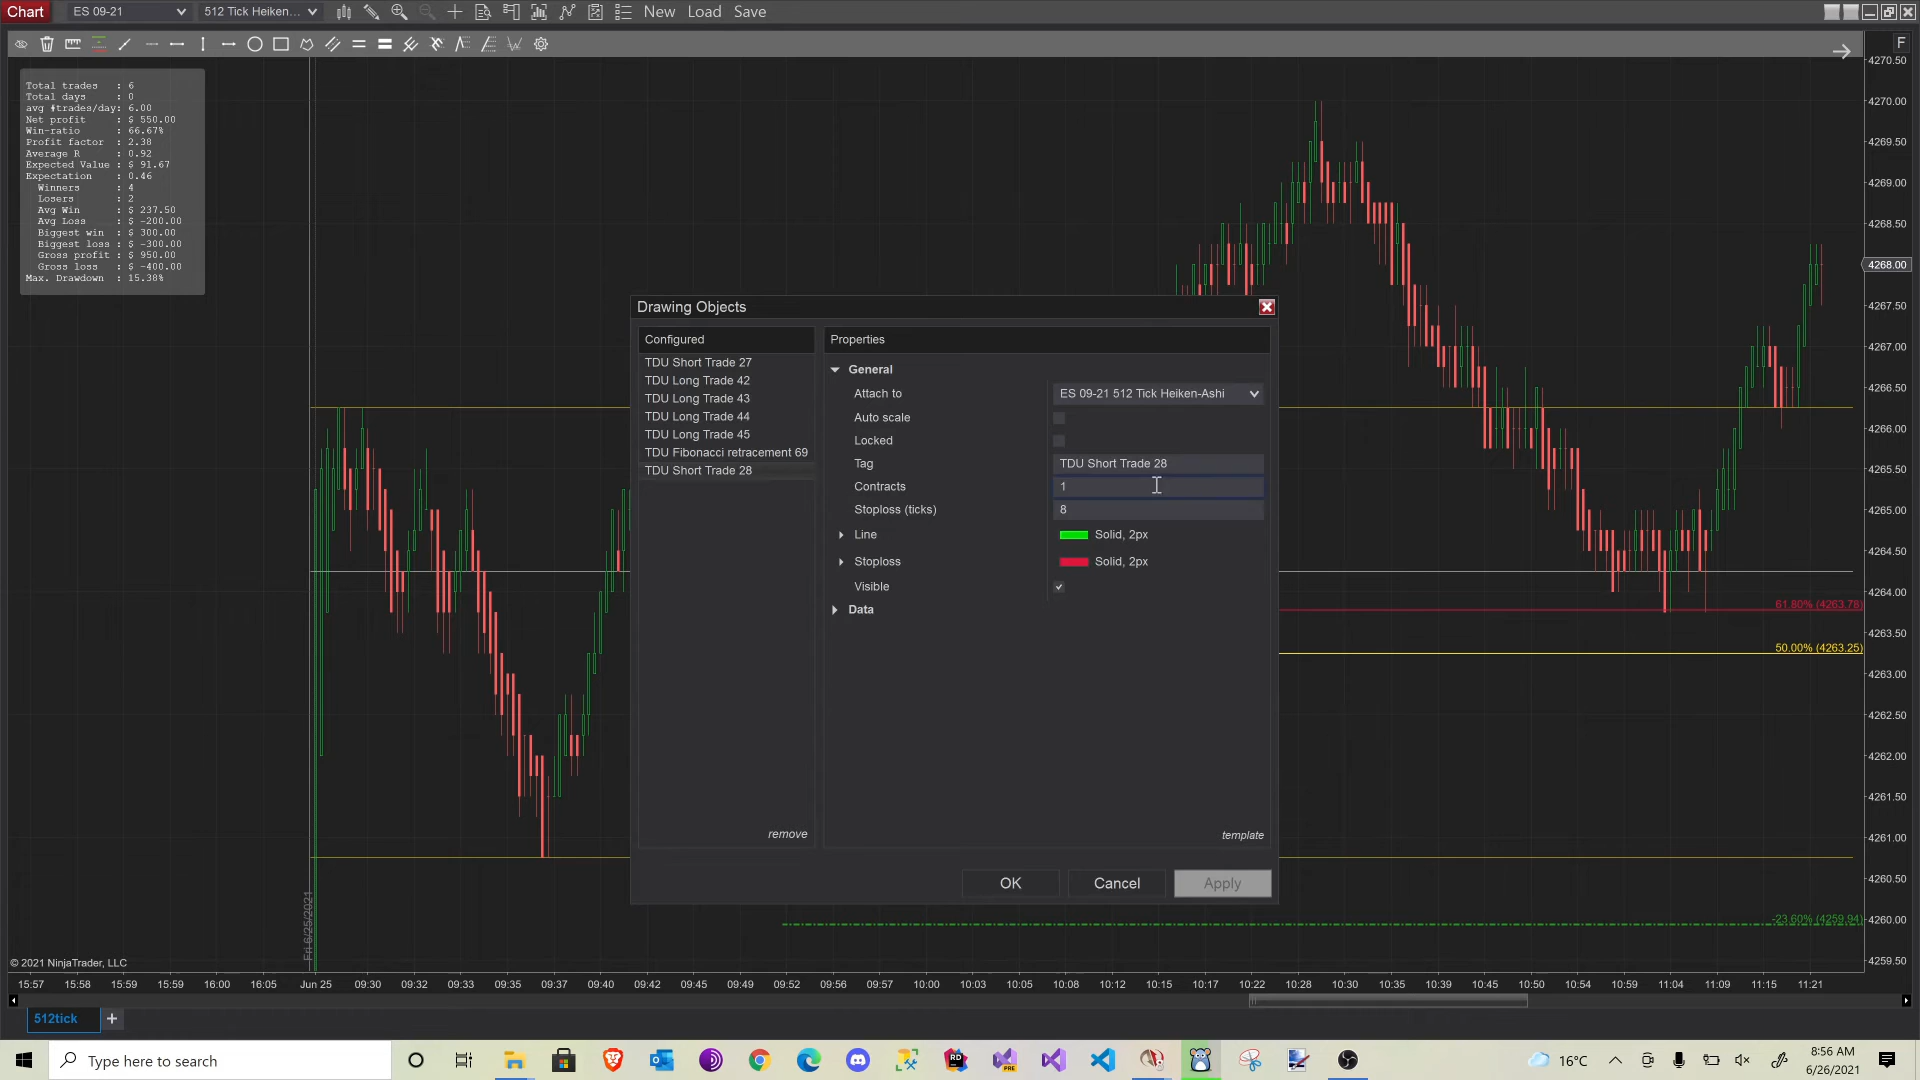 Chart ES 09-21 512 Tick Heiken... New Load Save
F
Total trades : 6
Total days : 0
avg #trades/day: 6.00
Net profit : $ 550.00
Win-ratio : 66.67%
Profit factor : 2.38
Average R : 0.92
Expected Value : $ 91.67
Expectation : 0.46
Winners : 4
Losers : 2
Avg Win : $ 237.50
Avg Loss : $ -200.00
Biggest win : $ 300.00
Biggest loss : $ -300.00
Gross profit : $ 950.00
Gross loss : $ -400.00
Max. Drawdown : 15.38%
Drawing Objects
Configured
TDU Short Trade 27
TDU Long Trade 42
TDU Long Trade 43
TDU Long Trade 44
TDU Long Trade 45
TDU Fibonacci retracement 69
TDU Short Trade 28
remove
Properties
General
Attach to ES 09-21 512 Tick Heiken-Ashi
Auto scale
Locked
Tag TDU Short Trade 28
Contracts 1
Stoploss (ticks) 8
Line Solid, 2px
Stoploss Solid, 2px
Visible
Data
template
OK Cancel Apply
4270.50
4270.00
4269.50
4269.00
4268.50
4268.00
4267.50
4267.00
4266.50
4266.00
4265.50
4265.00
4264.50
4264.00
4263.50
4263.00
4262.50
4262.00
4261.50
4261.00
4260.50
4260.00
4259.50
61.80% (4263.78)
50.00% (4263.25)
-23.60% (4259.94)
Fri 6/25/2021
© 2021 NinjaTrader, LLC
15:57 15:58 15:59 15:59 16:00 16:05 Jun 25 09:30 09:32 09:33 09:35 09:37 09:40 09:42 09:45 09:49 09:52 09:56 09:57 10:00 10:03 10:05 10:08 10:12 10:15 10:17 10:22 10:28 10:30 10:35 10:39 10:45 10:50 10:54 10:59 11:04 11:09 11:15 11:21
512tick +
Type here to search
RD
PRE
16°C
8:56 AM
6/26/2021